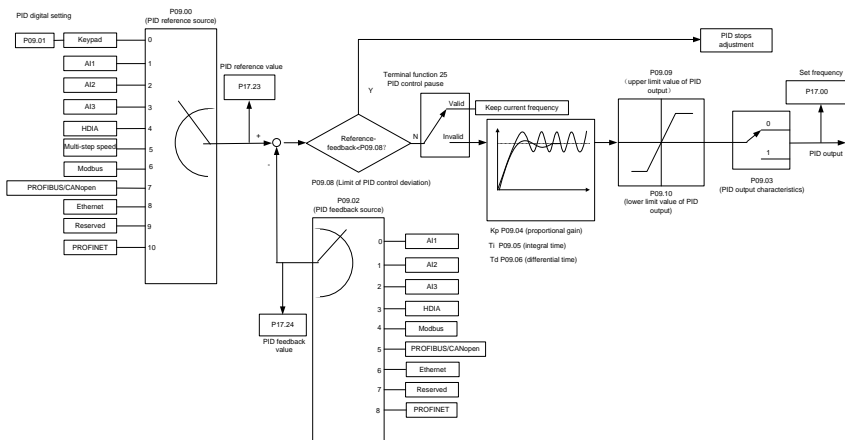 PID digital setting
P09.00
(PID reference source)
P09.01
Keypad
0
AI1
1
AI2
2
AI3
3
HDIA
4
Multi-step speed
5
Modbus
6
PROFIBUS/CANopen
7
Ethernet
8
Reserved
9
PROFINET
10
PID reference value
P17.23
+
-
Reference-
feedback<P09.08?
Y
N
P09.08 (Limit of PID control deviation)
PID stops
adjustment
Terminal function 25
PID control pause
Valid
Invalid
Keep current frequency
Kp P09.04 (proportional gain)
Ti P09.05 (integral time)
Td P09.06 (differential time)
P09.09
(upper limit value of PID
output)
P09.10
(lower limit value of PID
output)
0
1
P09.03
(PID output characteristics)
Set frequency
P17.00
PID output
P09.02
(PID feedback source)
0
AI1
1
AI2
2
AI3
3
HDIA
4
Modbus
5
PROFIBUS/CANopen
6
Ethernet
7
Reserved
8
PROFINET
P17.24
PID feedback
value